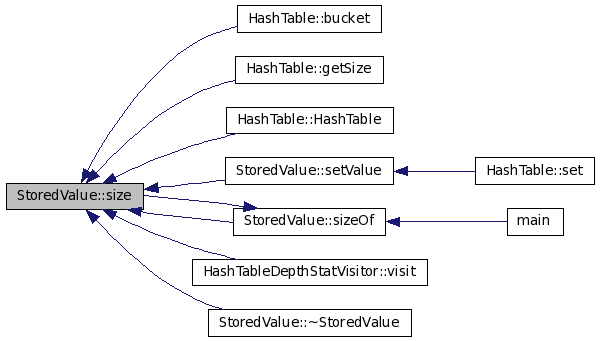 HashTable::bucket
HashTable::getSize
HashTable::HashTable
StoredValue::setValue
HashTable::set
StoredValue::size
StoredValue::sizeOf
main
HashTableDepthStatVisitor::visit
StoredValue::~StoredValue